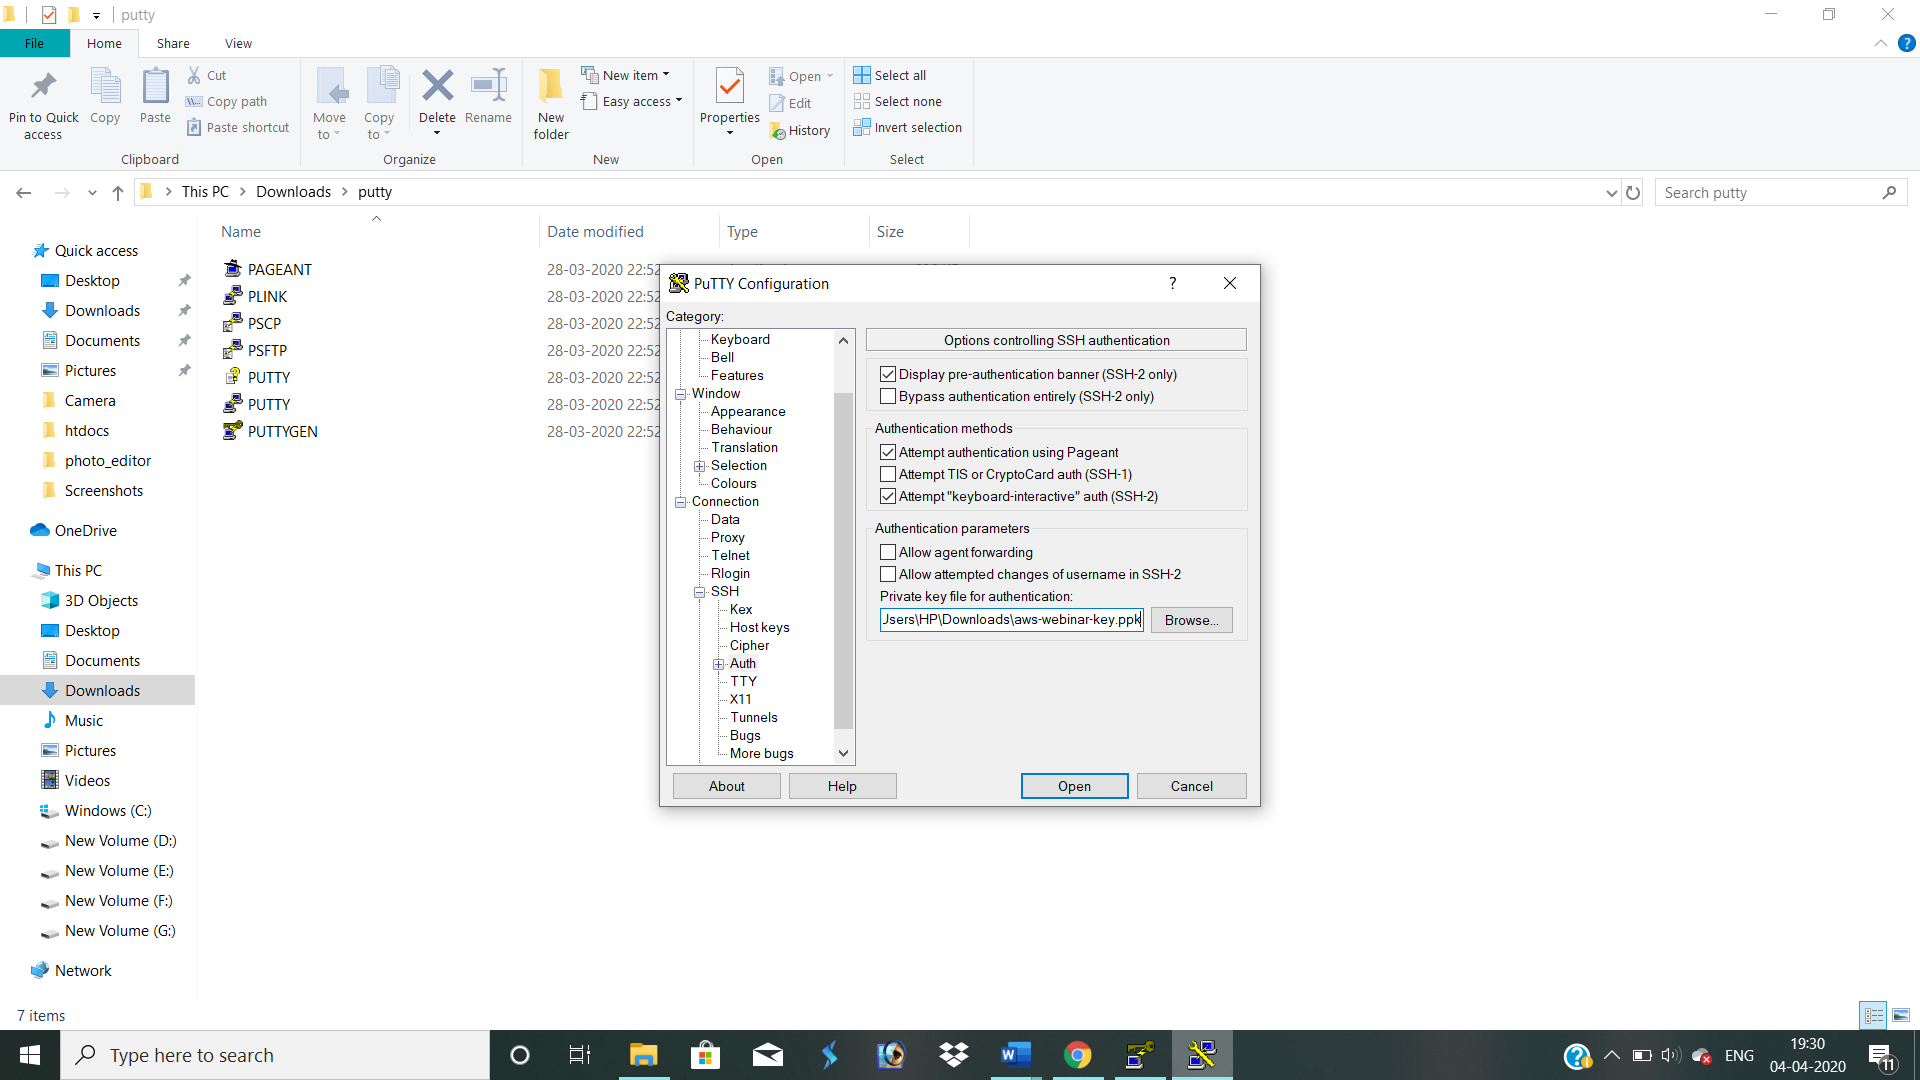 putty
File
Home
Share
View
Pin to Quick access
Copy
Paste
Cut
Copy path
Paste shortcut
Clipboard
Move to
Copy to
Delete
Rename
Organize
New folder
New item
Easy access
New
Properties
Open
Edit
History
Open
Select all
Select none
Invert selection
Select
This PC > Downloads > putty
Search putty
Name
Date modified
Type
Size
Quick access
Desktop
Downloads
Documents
Pictures
Camera
htdocs
photo_editor
Screenshots
OneDrive
This PC
3D Objects
Desktop
Documents
Downloads
Music
Pictures
Videos
Windows (C:)
New Volume (D:)
New Volume (E:)
New Volume (F:)
New Volume (G:)
Network
PAGEANT 28-03-2020 22:52
PLINK 28-03-2020 22:52
PSCP 28-03-2020 22:52
PSFTP 28-03-2020 22:52
PUTTY 28-03-2020 22:52
PUTTY 28-03-2020 22:52
PUTTYGEN 28-03-2020 22:52
PuTTY Configuration
?
Category:
Keyboard
Bell
Features
Window
Appearance
Behaviour
Translation
Selection
Colours
Connection
Data
Proxy
Telnet
Rlogin
SSH
Kex
Host keys
Cipher
Auth
TTY
X11
Tunnels
Bugs
More bugs
Options controlling SSH authentication
Display pre-authentication banner (SSH-2 only)
Bypass authentication entirely (SSH-2 only)
Authentication methods
Attempt authentication using Pageant
Attempt TIS or CryptoCard auth (SSH-1)
Attempt "keyboard-interactive" auth (SSH-2)
Authentication parameters
Allow agent forwarding
Allow attempted changes of username in SSH-2
Private key file for authentication:
Users\HP\Downloads\aws-webinar-key.ppk
Browse...
About
Help
Open
Cancel
7 items
Type here to search
ENG
19:30
04-04-2020
11